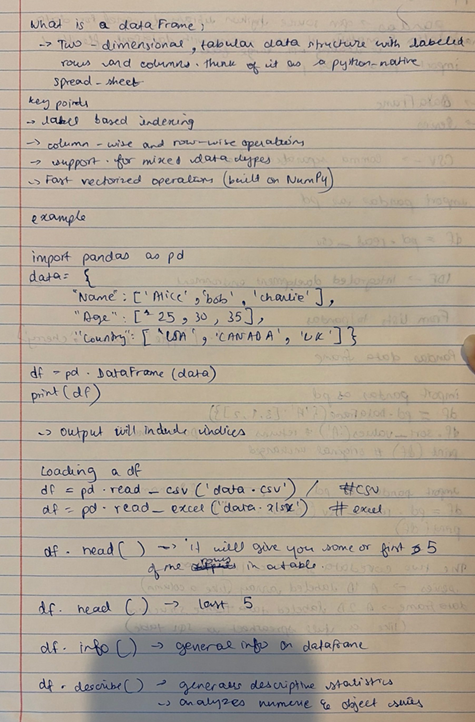 What is a dataFrame;
→ Two-dimensional, tabular data structure with labeled
rows and columns. think of it as a python-native
spread-sheet
key points
→ label based indexing
→ column-wise and row-wise operations
→ support for mixed data types
→ Fast vectorized operations (built on NumPy)
example
import pandas as pd
data = {
"Name": ['Alice', 'bob', 'charlie'],
"Age": [25, 30, 35],
"Country": ['USA', 'CANADA', 'UK']}
df = pd.DataFrame(data)
print(df)
→ output will include indices
Loading a df
df = pd.read_csv('data.csv') / #CSV
df = pd.read_excel('data.xlsx') # excel
df.head() → it will give you some or first 5
of the rows in a table
df.head() → last 5
df.info() → general info on dataframe
df.describe() → generates descriptive statistics
→ analyzes numeric & object series